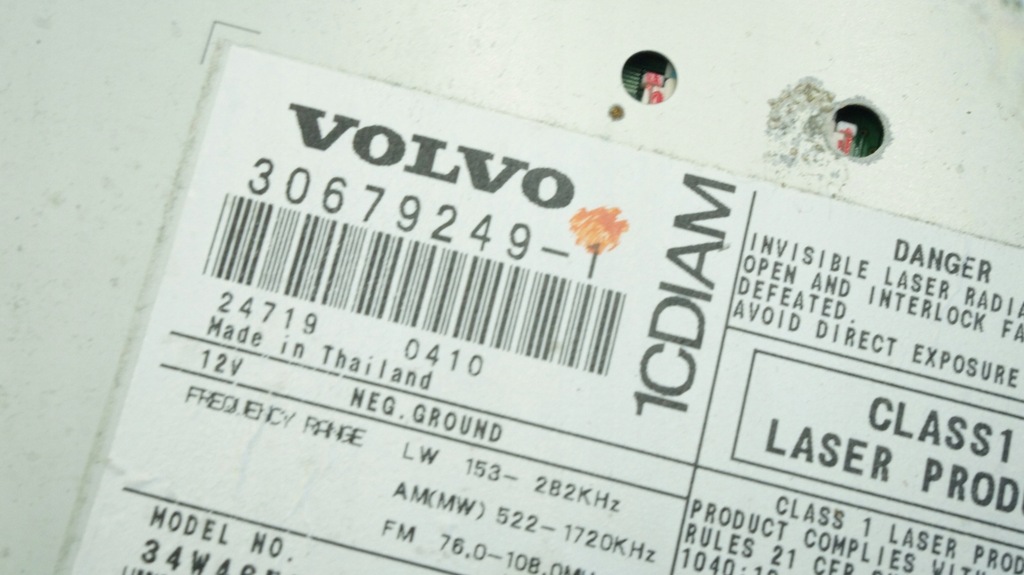 VOLVO
30679249-1
24719 0410
Made in Thailand
12V NEG.GROUND
FREQUENCY RANGE LW 153- 282KHz
AM(MW) 522-1720KHz
FM 76.0-108.0
MODEL NO.
1CDIAM
DANGER
INVISIBLE LASER
OPEN AND INTERLOCK
DEFEATED.
AVOID DIRECT EXPOSURE
CLASS1
LASER
CLASS 1 LASER
PRODUCT COMPLIES
RULES 21 CFR